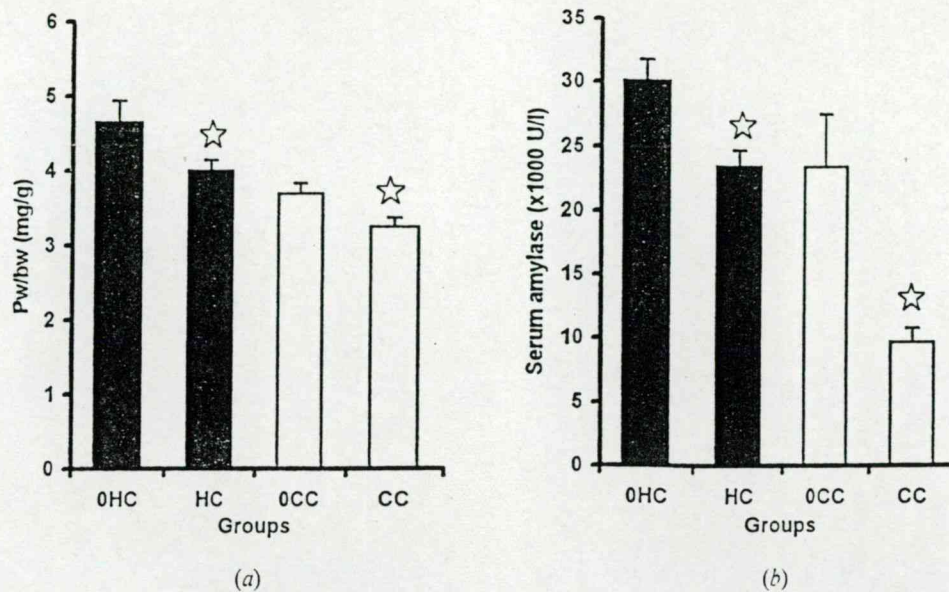 6
5
4
3
2
1
0
Pw/bw (mg/g)
0HC HC 0CC CC
Groups
(a)
35
30
25
20
15
10
5
0
Serum amylase (x1000 U/l)
0HC HC 0CC CC
Groups
(b)